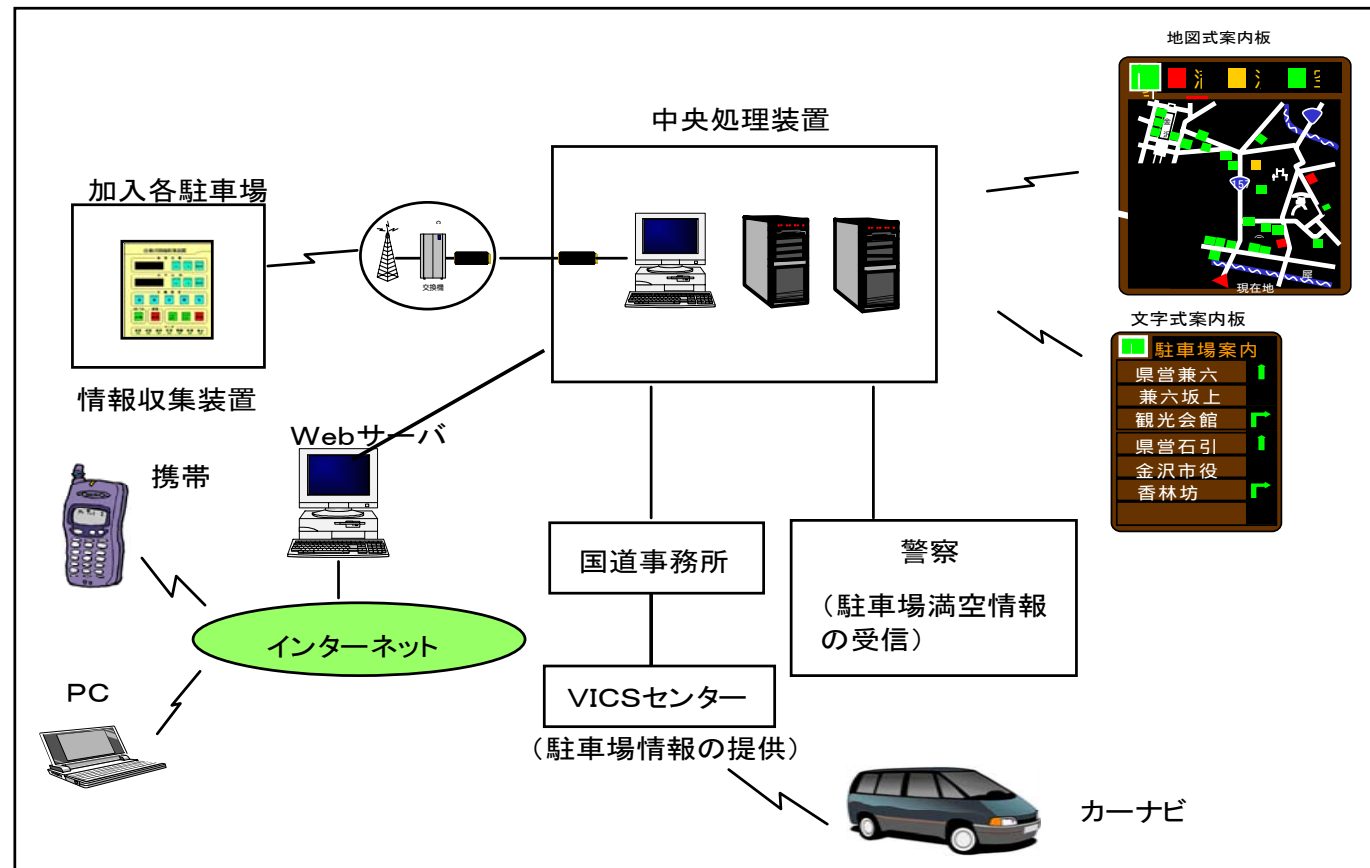 地図式案内板
中央処理装置
加入各駐車場
交換機
157
現在地
文字式案内板
駐車場案内
県営兼六
兼六坂上
観光会館
県営石引
金沢市役
香林坊
情報収集装置
Webサーバ
携帯
国道事務所
警察
(駐車場満空情報
の受信)
インターネット
PC
VICSセンター
(駐車場情報の提供)
カーナビ